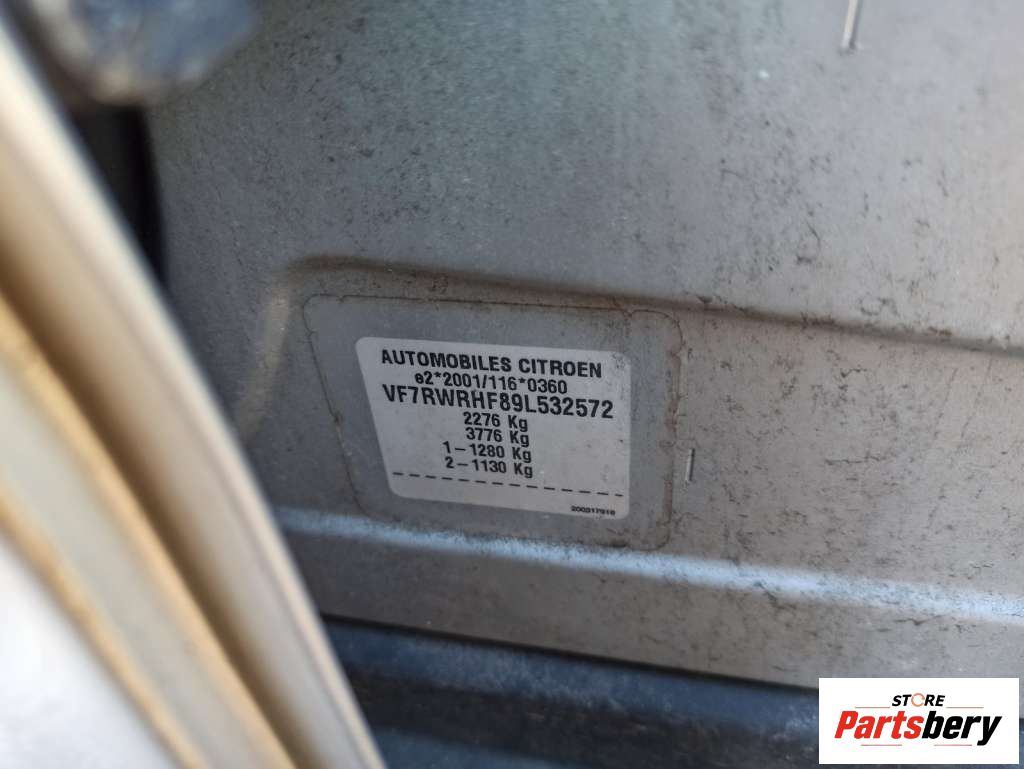 AUTOMOBILES CITROEN
e2*2001/116*0360
VF7RWRHF89L532572
2276 Kg
3776 Kg
1-1280 Kg
2-1130 Kg
STORE
Partsbery